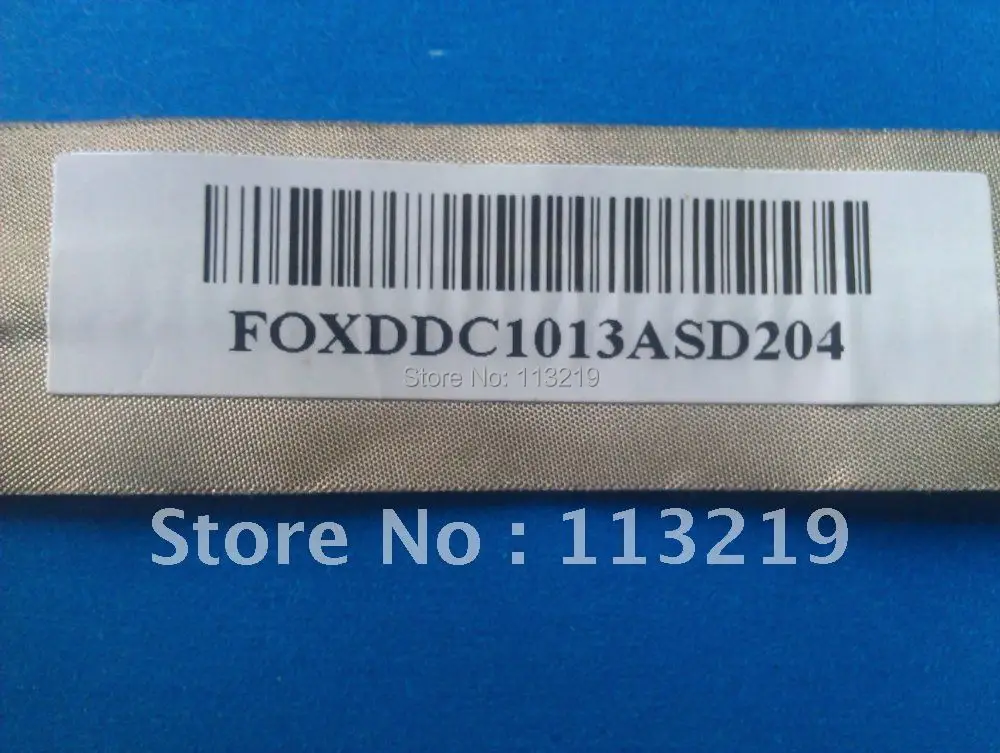 FOXDDC1013ASD204
Store No: 113219
Store No : 113219